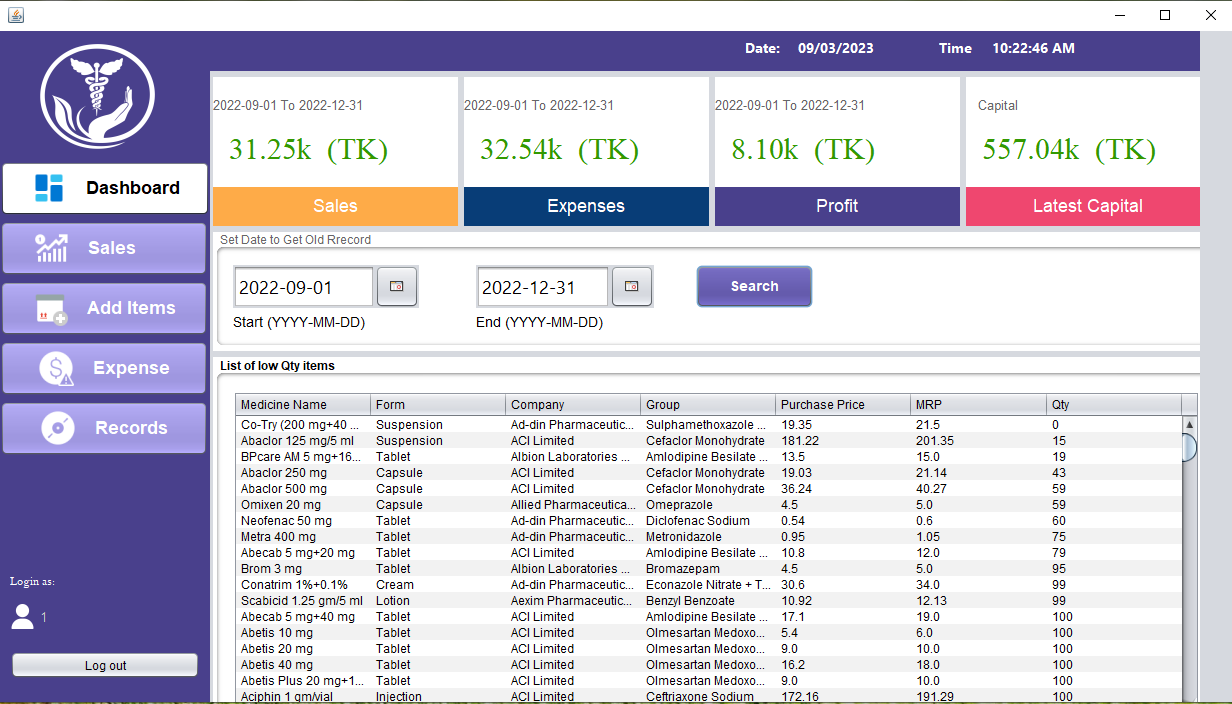 Date: 09/03/2023 Time 10:22:46 AM
2022-09-01 To 2022-12-31 2022-09-01 To 2022-12-31 2022-09-01 To 2022-12-31 Capital
31.25k (TK) 32.54k (TK) 8.10k (TK) 557.04k (TK)
Sales Expenses Profit Latest Capital
Dashboard
Sales
Add Items
Expense
Records
Login as:
1
Log out
Set Date to Get Old Rrecord
2022-09-01 2022-12-31 Search
Start (YYYY-MM-DD) End (YYYY-MM-DD)
List of low Qty items
Medicine Name Form Company Group Purchase Price MRP Qty
Co-Try (200 mg+40 ... Suspension Ad-din Pharmaceutic... Sulphamethoxazole ... 19.35 21.5 0
Abaclor 125 mg/5 ml Suspension ACI Limited Cefaclor Monohydrate 181.22 201.35 15
BPcare AM 5 mg+16... Tablet Albion Laboratories ... Amlodipine Besilate ... 13.5 15.0 19
Abaclor 250 mg Capsule ACI Limited Cefaclor Monohydrate 19.03 21.14 43
Abaclor 500 mg Capsule ACI Limited Cefaclor Monohydrate 36.24 40.27 59
Omixen 20 mg Capsule Allied Pharmaceutica... Omeprazole 4.5 5.0 59
Neofenac 50 mg Tablet Ad-din Pharmaceutic... Diclofenac Sodium 0.54 0.6 60
Metra 400 mg Tablet Ad-din Pharmaceutic... Metronidazole 0.95 1.05 75
Abecab 5 mg+20 mg Tablet ACI Limited Amlodipine Besilate ... 10.8 12.0 79
Brom 3 mg Tablet Albion Laboratories ... Bromazepam 4.5 5.0 95
Conatrim 1%+0.1% Cream Ad-din Pharmaceutic... Econazole Nitrate + T... 30.6 34.0 99
Scabicid 1.25 gm/5 ml Lotion Aexim Pharmaceutic... Benzyl Benzoate 10.92 12.13 99
Abecab 5 mg+40 mg Tablet ACI Limited Amlodipine Besilate ... 17.1 19.0 100
Abetis 10 mg Tablet ACI Limited Olmesartan Medoxo... 5.4 6.0 100
Abetis 20 mg Tablet ACI Limited Olmesartan Medoxo... 9.0 10.0 100
Abetis 40 mg Tablet ACI Limited Olmesartan Medoxo... 16.2 18.0 100
Abetis Plus 20 mg+1... Tablet ACI Limited Olmesartan Medoxo... 9.0 10.0 100
Aciphin 1 gm/vial Injection ACI Limited Ceftriaxone Sodium 172.16 191.29 100